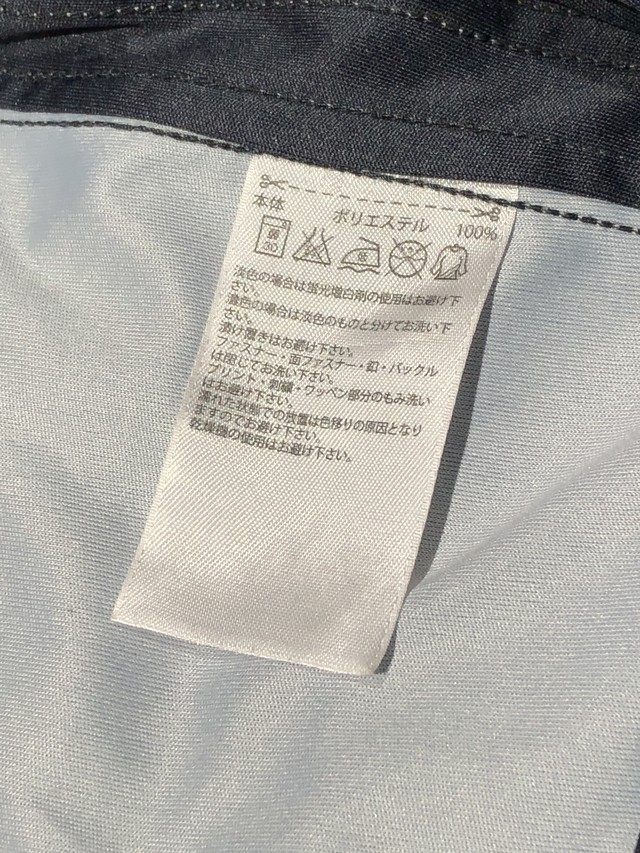 本体 ポリエステル 100%
弱 30
低
淡色の場合は蛍光増白剤の使用はお避け下
さい。
濃色の場合は淡色のものと分けてお洗い下
さい。
漬け置きはお避け下さい。
ファスナー・面ファスナー・釦・バックル
は閉じてお洗い下さい。
プリント・刺繍・ワッペン部分のもみ洗い
はお避け下さい。
濡れた状態での放置は色移りの原因となり
ますのでお避け下さい。
乾燥機の使用はお避け下さい。